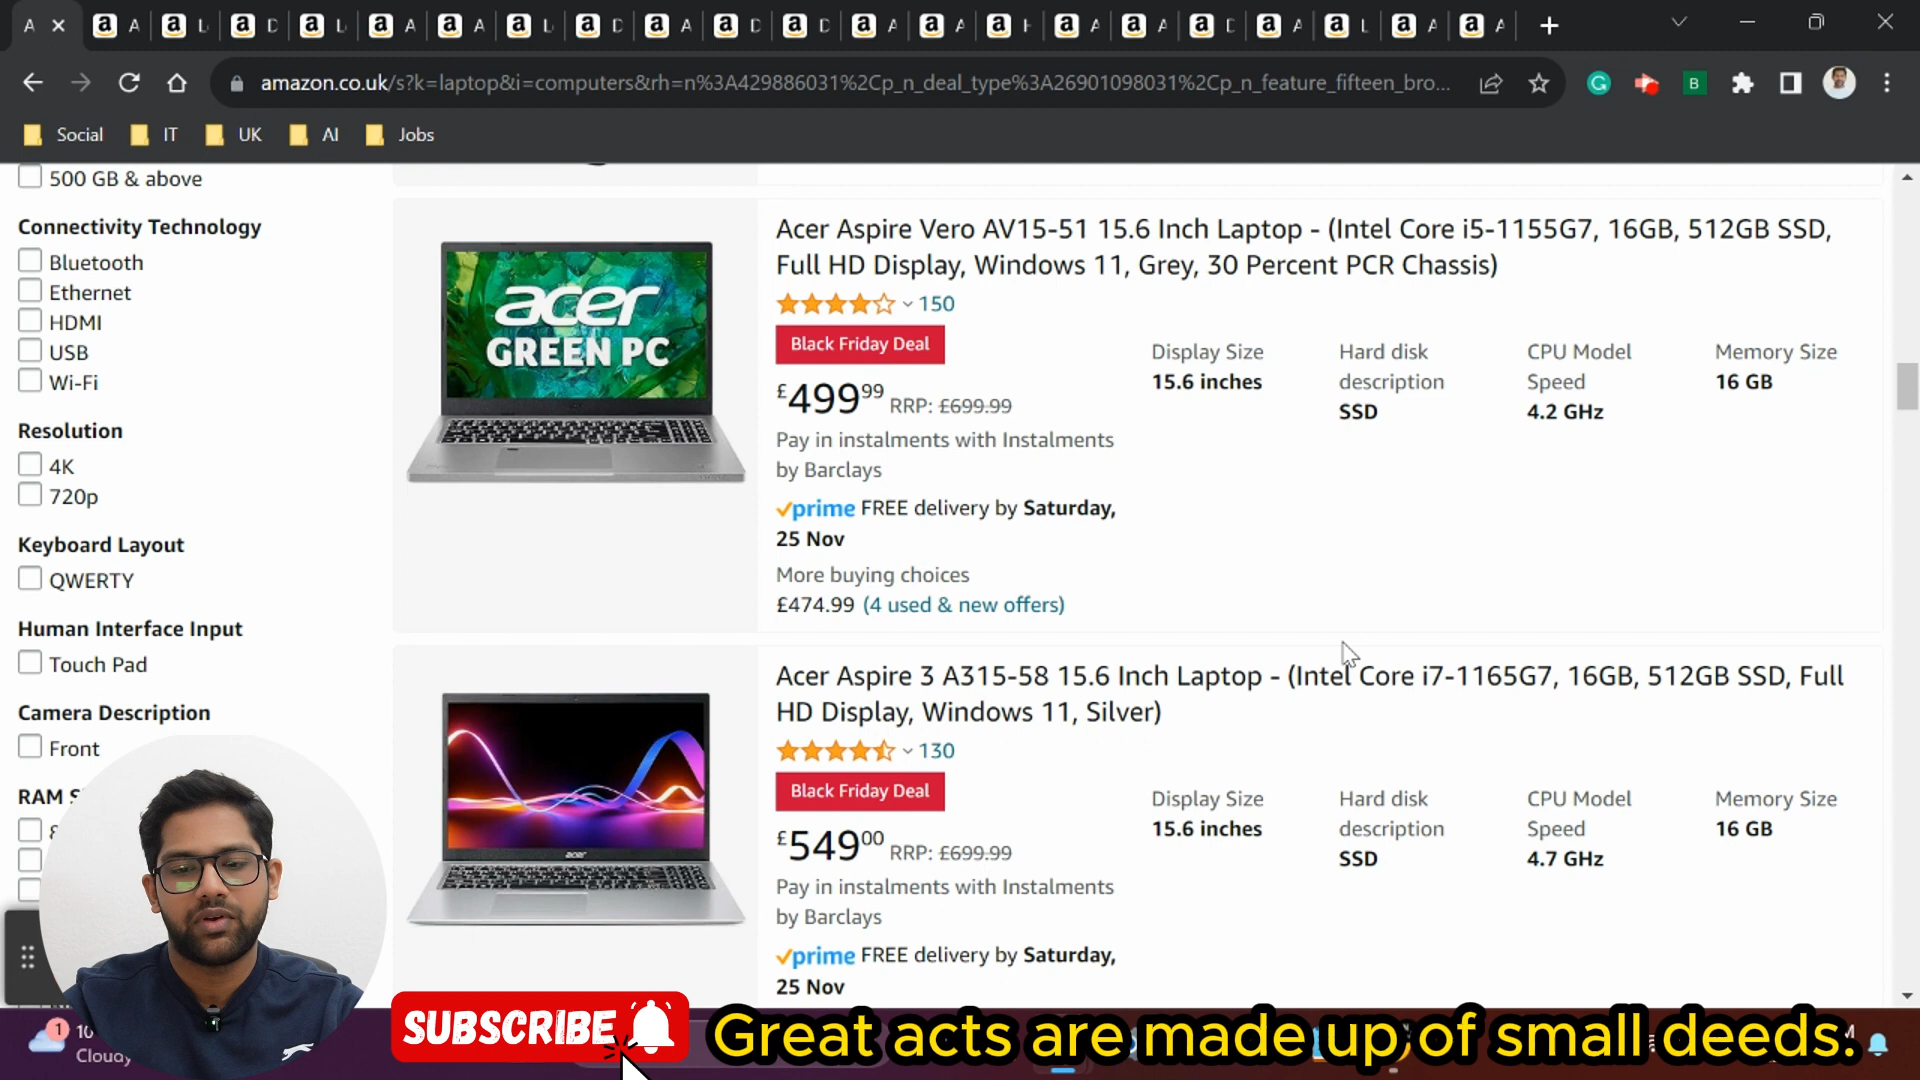 A
A
L
D
L
A
A
L
D
A
D
D
A
A
H
A
A
D
A
L
A
A
amazon.co.uk/s?k=laptop&i=computers&rh=n%3A429886031%2Cp_n_deal_type%3A26901098031%2Cp_n_feature_fifteen_bro...
B
Social
IT
UK
AI
Jobs
500 GB & above
Connectivity Technology
Bluetooth
Ethernet
HDMI
USB
Wi-Fi
Resolution
4K
720p
Keyboard Layout
QWERTY
Human Interface Input
Touch Pad
Camera Description
Front
RAM S
acer
GREEN PC
Acer Aspire Vero AV15-51 15.6 Inch Laptop - (Intel Core i5-1155G7, 16GB, 512GB SSD,
Full HD Display, Windows 11, Grey, 30 Percent PCR Chassis)
150
Black Friday Deal
£499.99 RRP: £699.99
Pay in instalments with Instalments
by Barclays
prime FREE delivery by Saturday,
25 Nov
More buying choices
£474.99 (4 used & new offers)
Display Size
15.6 inches
Hard disk
description
SSD
CPU Model
Speed
4.2 GHz
Memory Size
16 GB
acer
Acer Aspire 3 A315-58 15.6 Inch Laptop - (Intel Core i7-1165G7, 16GB, 512GB SSD, Full
HD Display, Windows 11, Silver)
130
Black Friday Deal
£549.00 RRP: £699.99
Pay in instalments with Instalments
by Barclays
prime FREE delivery by Saturday,
25 Nov
Display Size
15.6 inches
Hard disk
description
SSD
CPU Model
Speed
4.7 GHz
Memory Size
16 GB
1
Cloudy
SUBSCRIBE
Great acts are made up of small deeds.